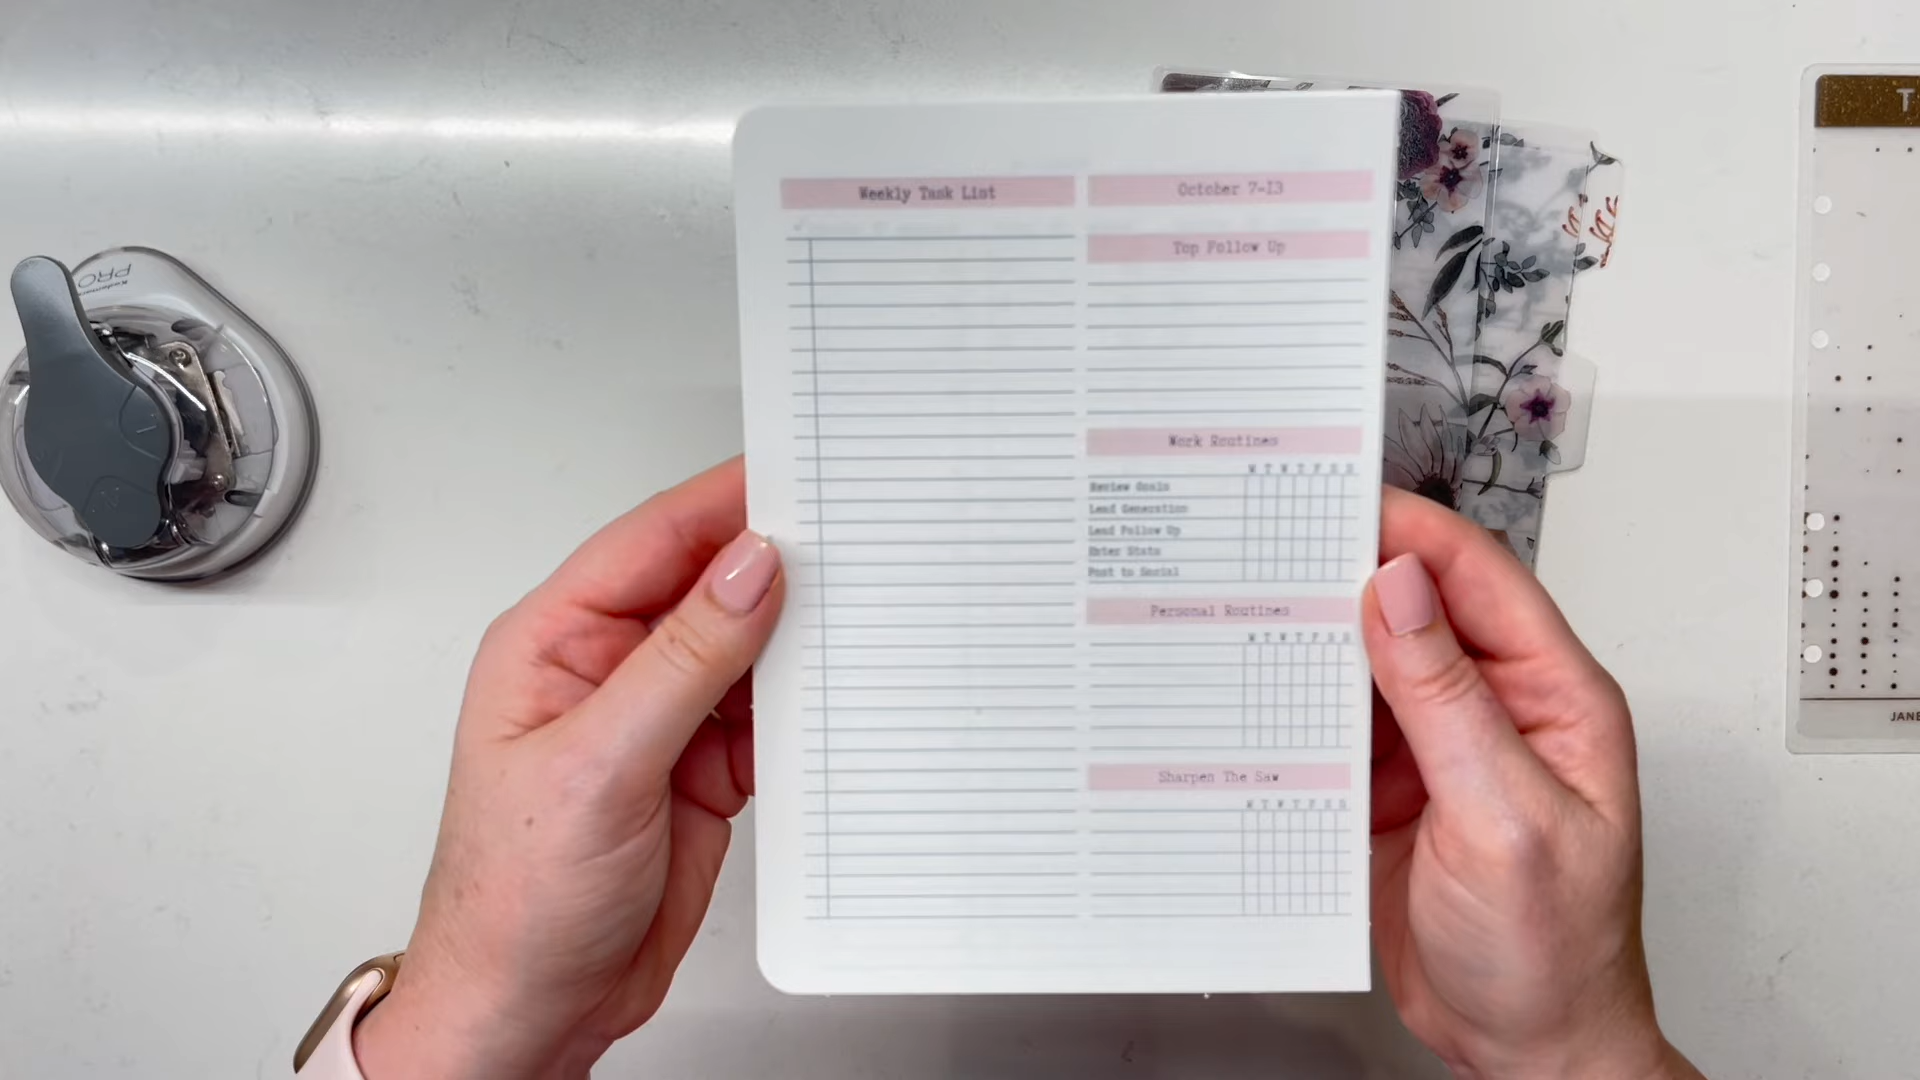 Weekly Task List
October 7-13
Top Follow Up
Work Routines
M T W T F S S
Review Goals
Lead Generation
Lead Follow Up
Enter Stats
Post to Social
Personal Routines
M T W T F S S
Sharpen The Saw
M T W T F S S
PRO
T
JANE